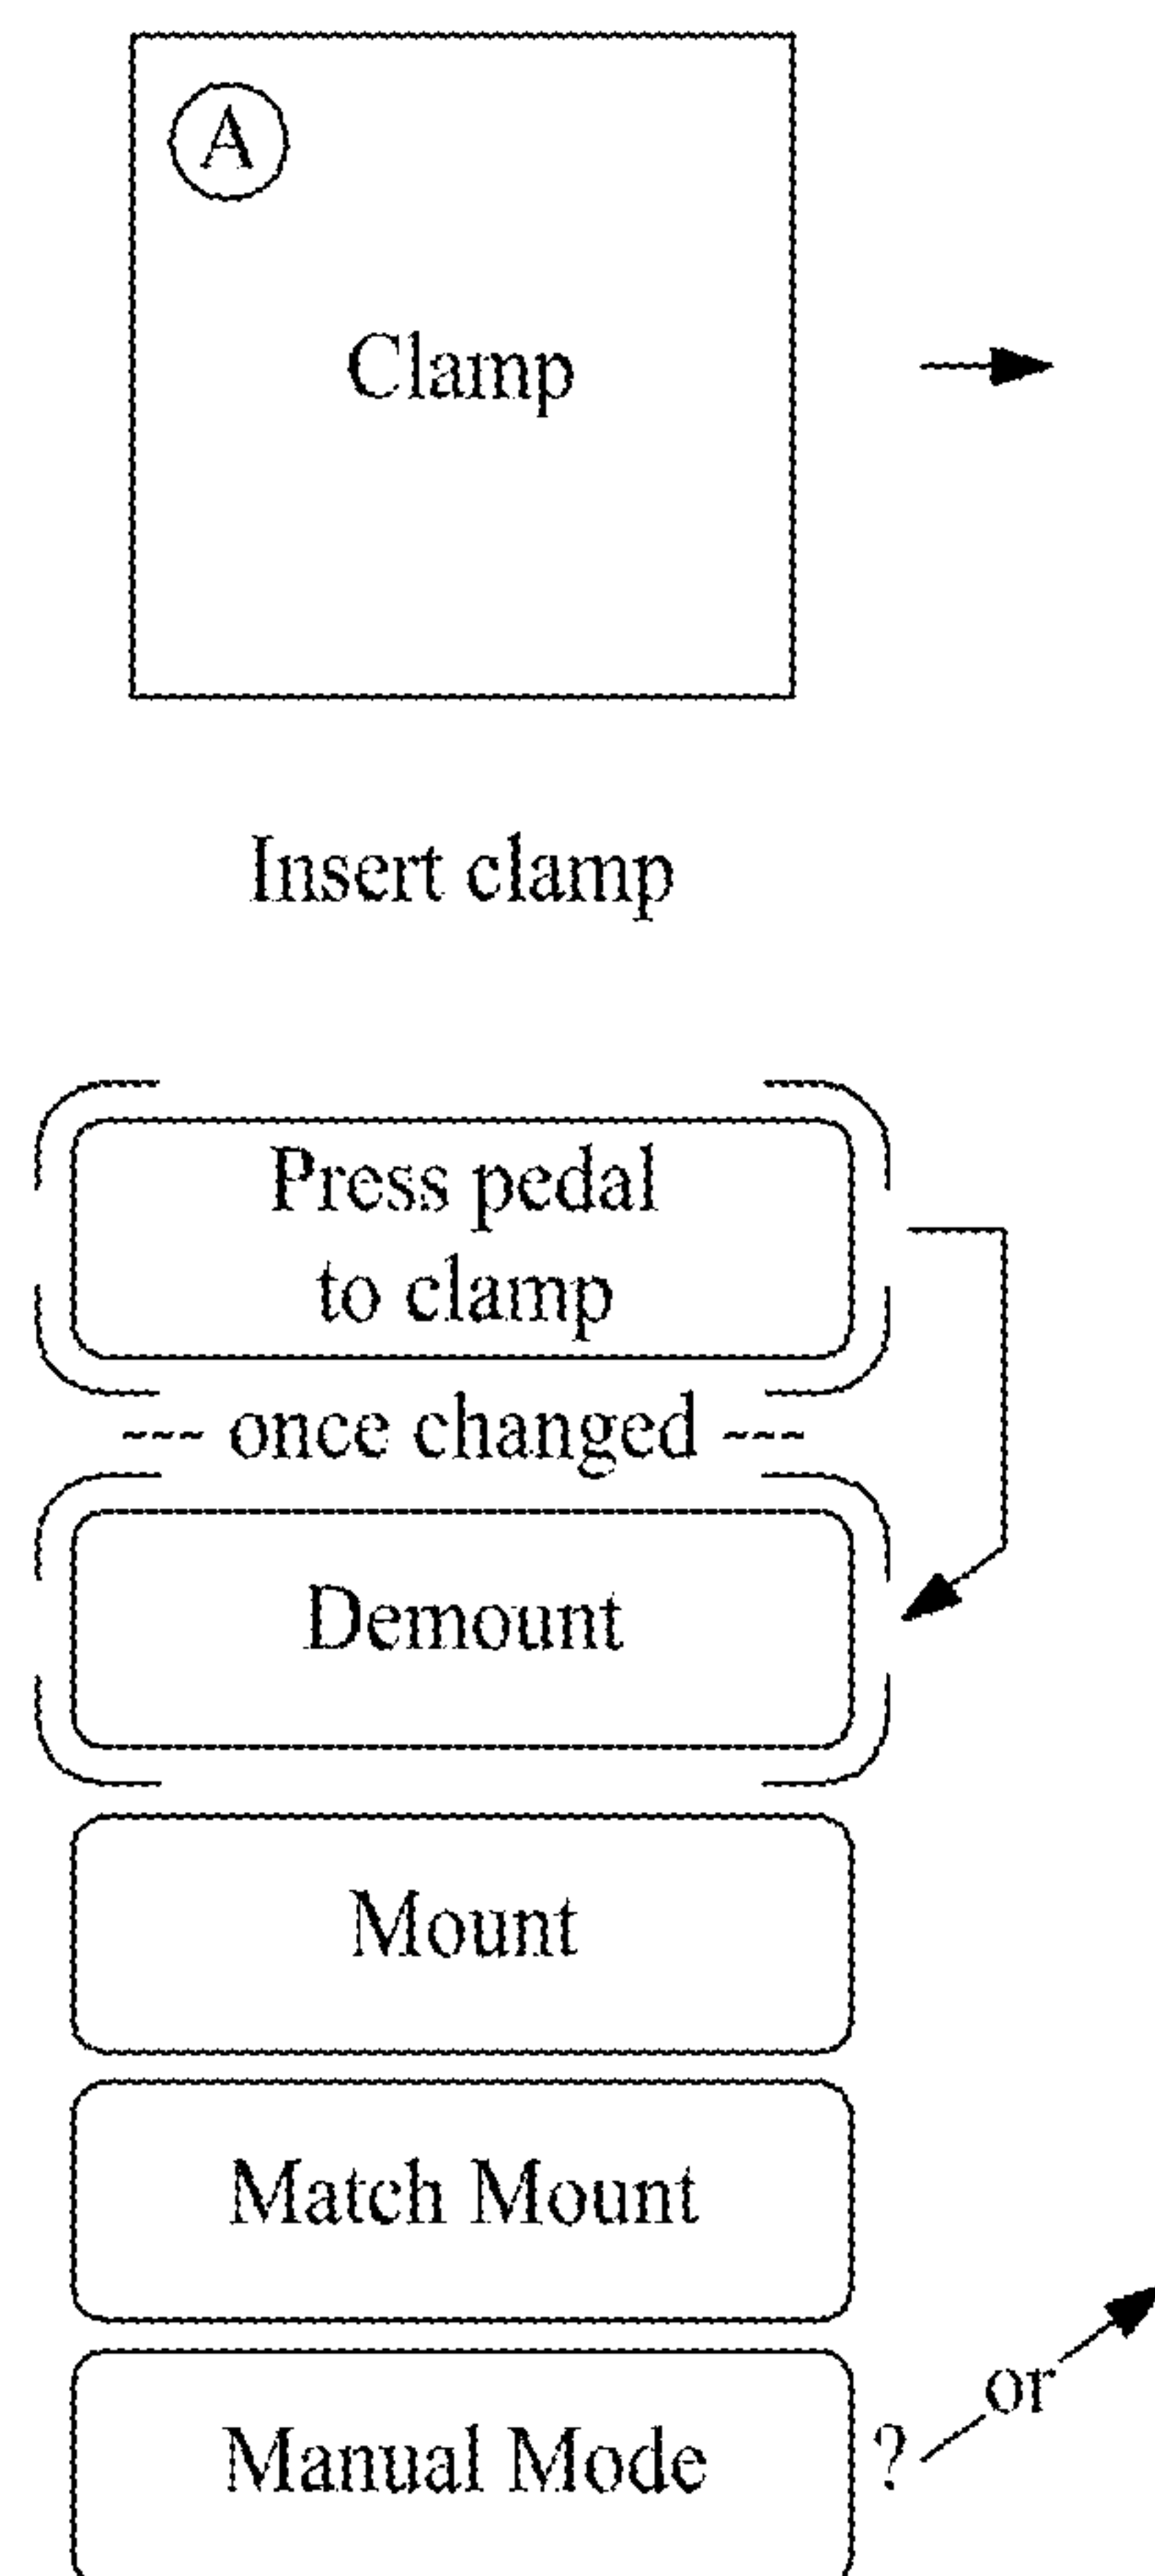 A
Clamp
Insert clamp
Press pedal
to clamp
--- once changed ---
Demount
Mount
Match Mount
Manual Mode ? or